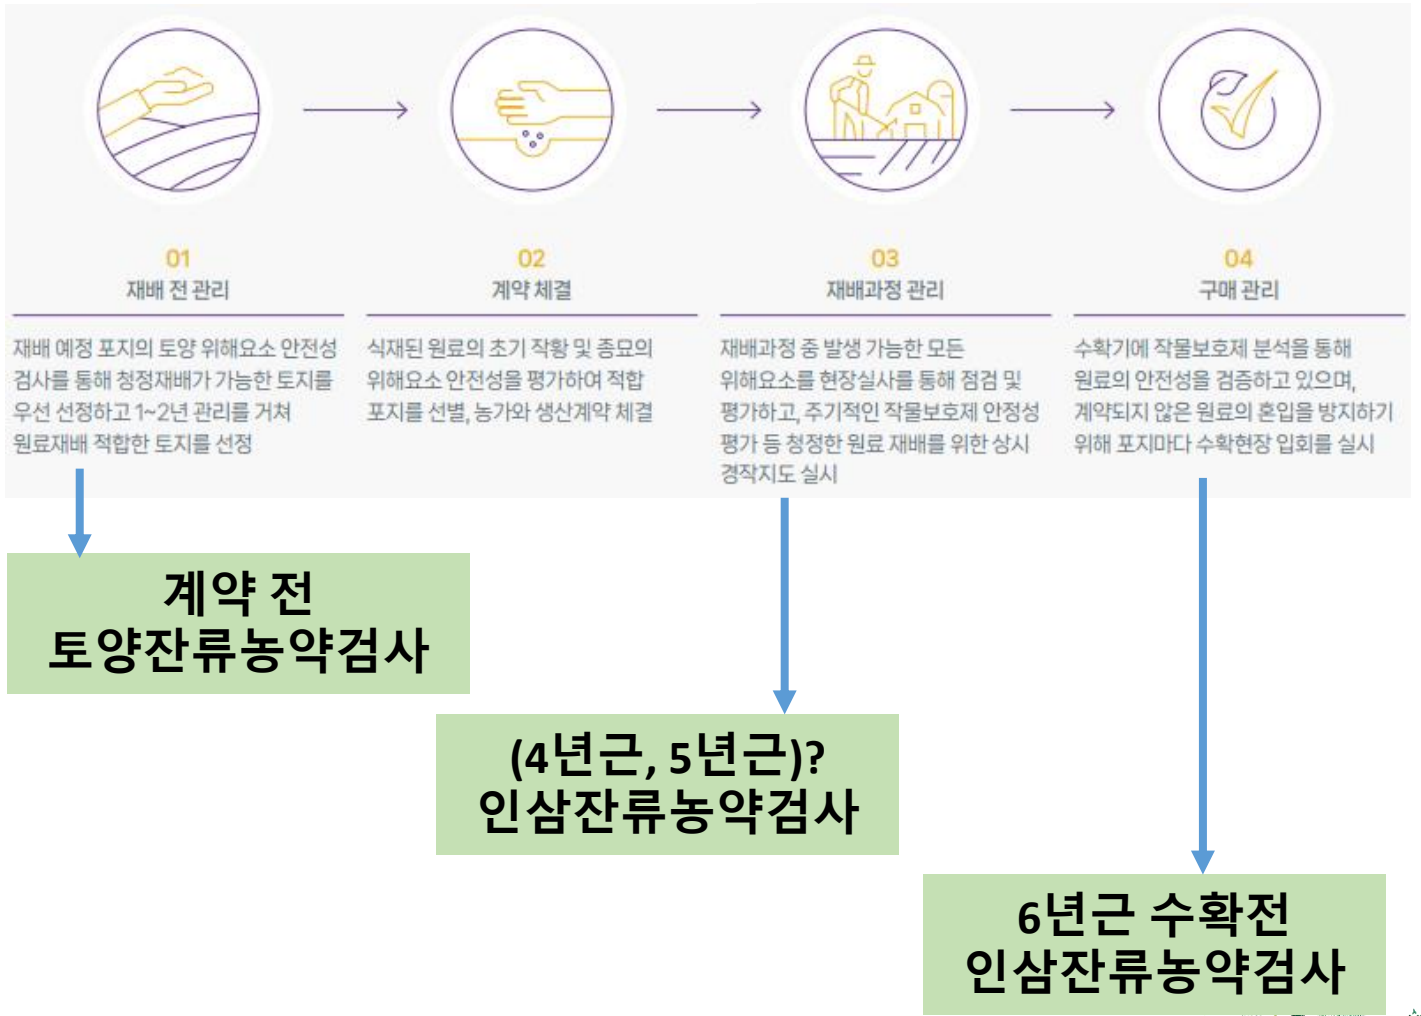 01
재배 전 관리
재배 예정 포지의 토양 위해요소 안전성
검사를 통해 청정재배가 가능한 토지를
우선 선정하고 1~2년 관리를 거쳐
원료재배 적합한 토지를 선정
02
계약 체결
식재된 원료의 초기 작황 및 종묘의
위해요소 안전성을 평가하여 적합
포지를 선별, 농가와 생산계약 체결
03
재배과정 관리
재배과정 중 발생 가능한 모든
위해요소를 현장실사를 통해 점검 및
평가하고, 주기적인 작물보호제 안정성
평가 등 청정한 원료 재배를 위한 상시
경작지도 실시
04
구매 관리
수확기에 작물보호제 분석을 통해
원료의 안전성을 검증하고 있으며,
계약되지 않은 원료의 혼입을 방지하기
위해 포지마다 수확현장 입회를 실시
계약 전
토양잔류농약검사
(4년근, 5년근)?
인삼잔류농약검사
6년근 수확전
인삼잔류농약검사